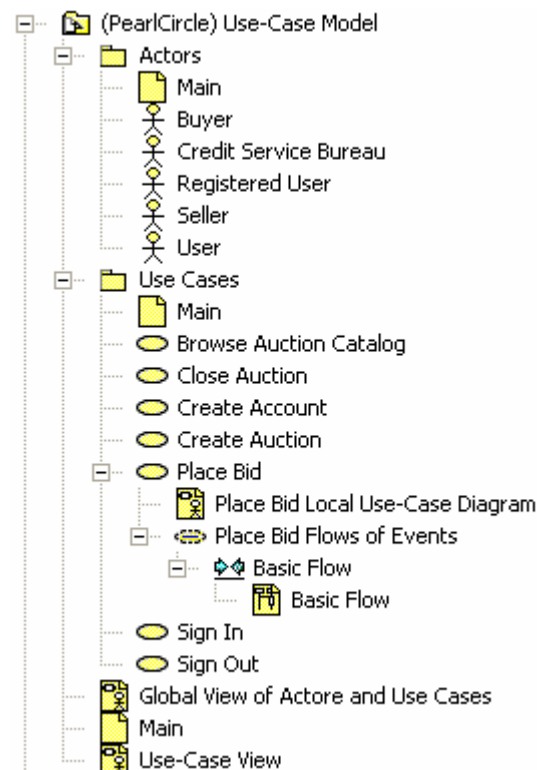 (PearlCircle) Use-Case Model
Actors
Main
Buyer
Credit Service Bureau
Registered User
Seller
User
Use Cases
Main
Browse Auction Catalog
Close Auction
Create Account
Create Auction
Place Bid
Place Bid Local Use-Case Diagram
Place Bid Flows of Events
Basic Flow
Basic Flow
Sign In
Sign Out
Global View of Actore and Use Cases
Main
Use-Case View